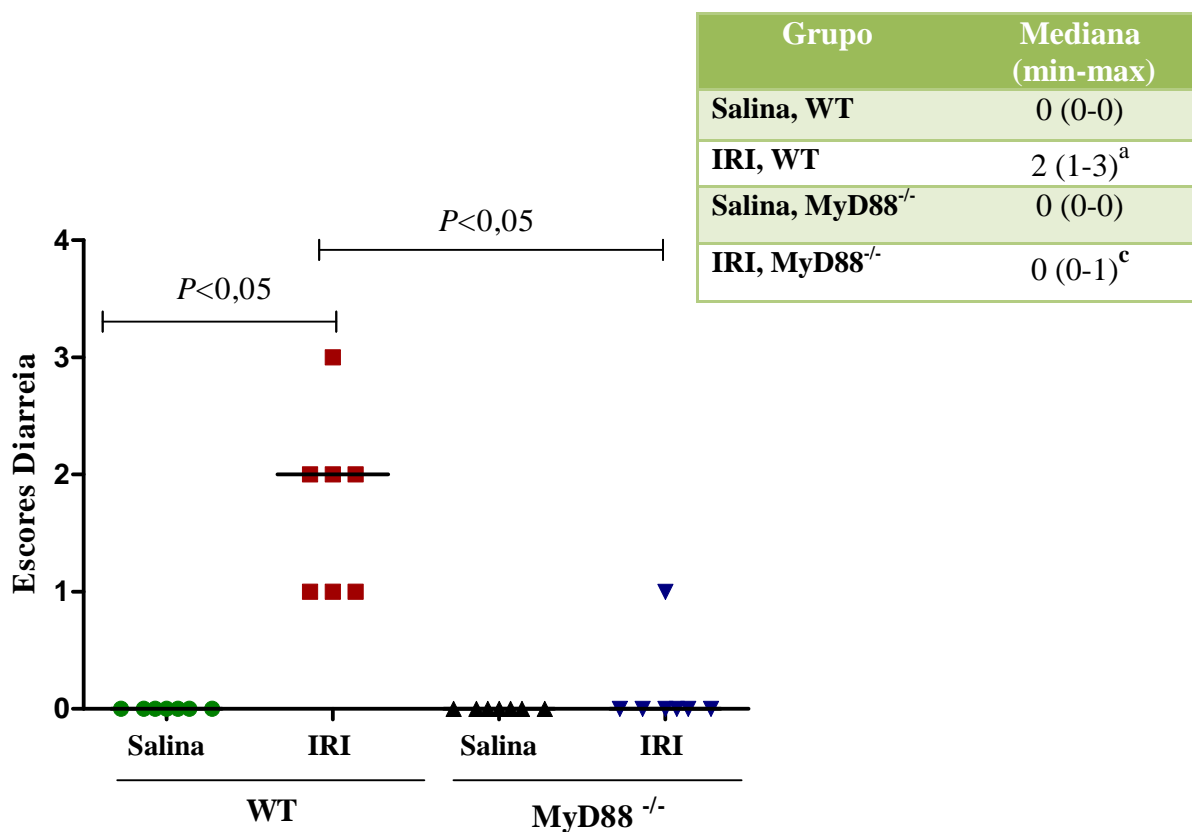 Grupo Mediana
(min-max)
Salina, WT 0 (0-0)
IRI, WT 2 (1-3)a
Salina, MyD88-/- 0 (0-0)
IRI, MyD88-/- 0 (0-1)c
P<0,05
P<0,05
Escores Diarreia
4
3
2
1
0
Salina IRI Salina IRI
WT MyD88 -/-